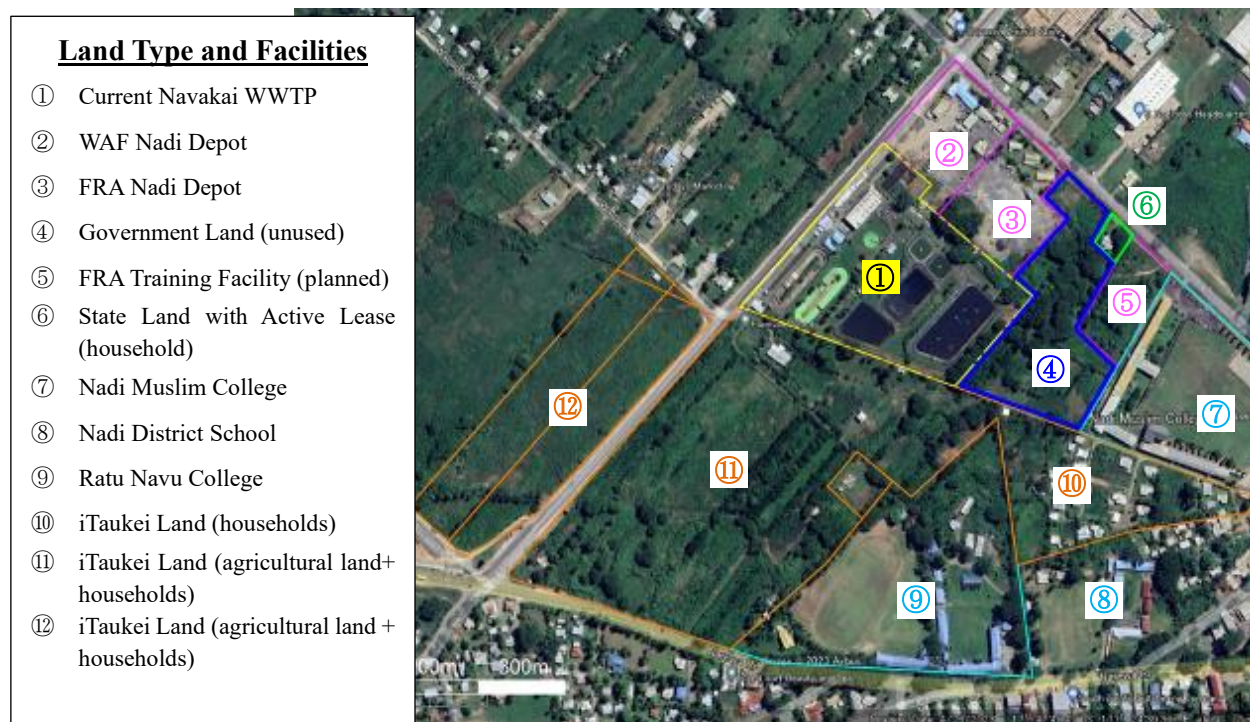 Land Type and Facilities
① Current Navakai WWTP
② WAF Nadi Depot
③ FRA Nadi Depot
④ Government Land (unused)
⑤ FRA Training Facility (planned)
⑥ State Land with Active Lease
(household)
⑦ Nadi Muslim College
⑧ Nadi District School
⑨ Ratu Navu College
⑩ iTaukei Land (households)
⑪ iTaukei Land (agricultural land+
households)
⑫ iTaukei Land (agricultural land +
households)
②
⑥
③
①
⑤
④
⑫
⑦
Muslim
⑪
⑩
⑨
⑧
300m
2023